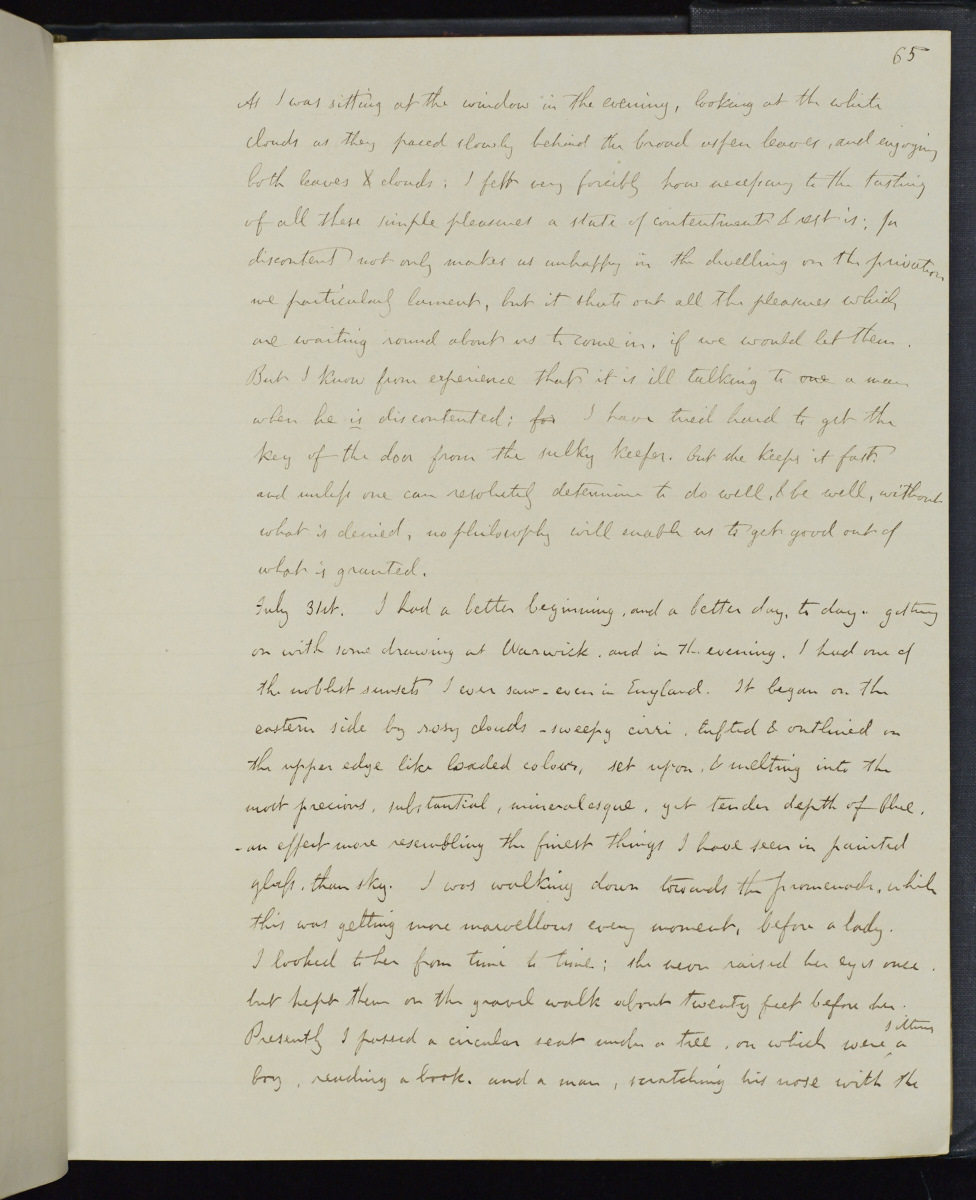 65
As I was sitting at the window in the evening, looking at the white
clouds as they paced slowly behind the broad aspen leaves, and enjoying
both leaves & clouds; I felt very forcibly how necessary to the tasting
of all these simple pleasures a state of contentment & rest is; for
discontent not only makes us unhappy in the dwelling on the privation
we particularly lament, but it shuts out all the pleasures which
are waiting round about us to come in, if we would let them.
But I know from experience that it is ill talking to one a man
when he is discontented; for I have tried hard to get the
key of the door from the sulky keeper. but she keeps it fast.
and unless one can resolutely determine to do well, & be well, without
what is denied, no philosophy will enable us to get good out of
what is granted.
July 31st. I had a better beginning, and a better day, to day. getting
on with some drawing at Warwick. and in the evening, I had one of
the noblest sunsets I ever saw - even in England. It began on the
eastern side by rosy clouds - sweepy cirri, tufted & outlined on
the upper edge like loaded colour, set upon, & melting into the
most precious, substantial, mineralesque, yet tender depth of blue,
- an effect more resembling the finest things I have seen in painted
glass, than sky. I was walking down towards the promenade, while
this was getting more marvellous every moment, before a lady.
I looked to her from time to time; she never raised her eyes once.
but kept them on the gravel walk about twenty feet before her.
Presently I passed a circular seat under a tree, on which were sitting a
boy, reading a book. and a man, scratching his nose with the